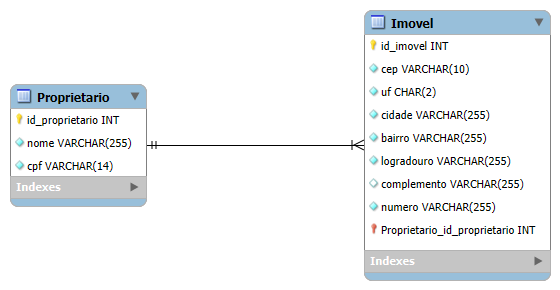 Proprietario
id_proprietario INT
nome VARCHAR(255)
cpf VARCHAR(14)
Indexes
Imovel
id_imovel INT
cep VARCHAR(10)
uf CHAR(2)
cidade VARCHAR(255)
bairro VARCHAR(255)
logradouro VARCHAR(255)
complemento VARCHAR(255)
numero VARCHAR(255)
Proprietario_id_proprietario INT
Indexes